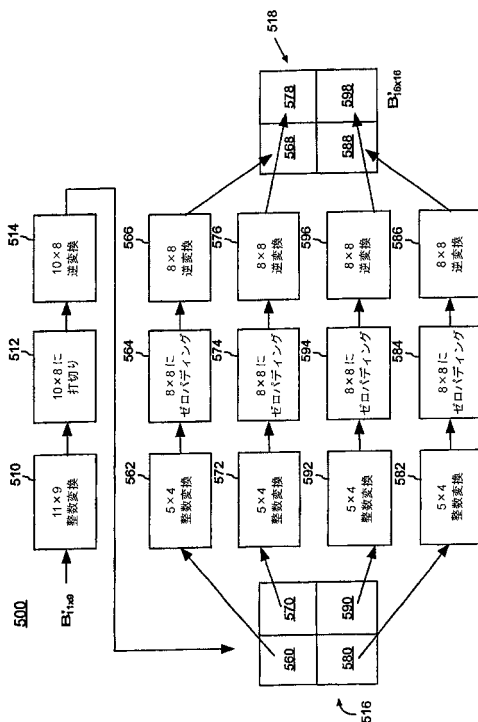 500
B'11x9
510
11×9
整数変換
512
10×8に
打切り
514
10×8
逆変換
516
560
570
580
590
562
5×4
整数変換
564
8×8に
ゼロパディング
566
8×8
逆変換
572
5×4
整数変換
574
8×8に
ゼロパディング
576
8×8
逆変換
592
5×4
整数変換
594
8×8に
ゼロパディング
596
8×8
逆変換
582
5×4
整数変換
584
8×8に
ゼロパディング
586
8×8
逆変換
518
568
578
588
598
B'16x16